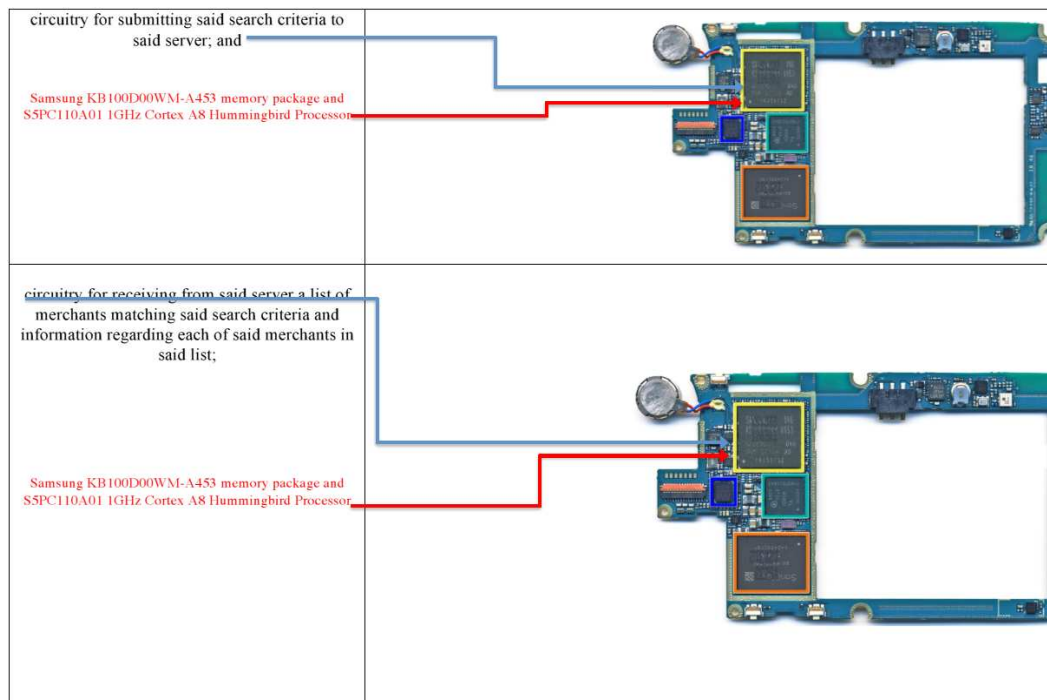 circuitry for submitting said search criteria to
said server; and
Samsung KB100D00WM-A453 memory package and
S5PC110A01 1GHz Cortex A8 Hummingbird Processor
circuitry for receiving from said server a list of
merchants matching said search criteria and
information regarding each of said merchants in
said list;
Samsung KB100D00WM-A453 memory package and
S5PC110A01 1GHz Cortex A8 Hummingbird Processor